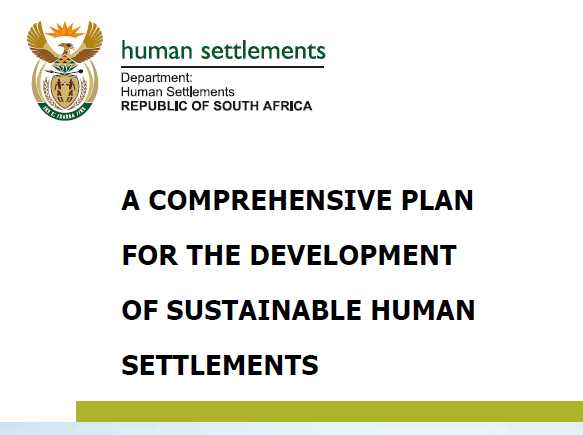 human settlements
Department:
Human Settlements
REPUBLIC OF SOUTH AFRICA
A COMPREHENSIVE PLAN
FOR THE DEVELOPMENT
OF SUSTAINABLE HUMAN
SETTLEMENTS